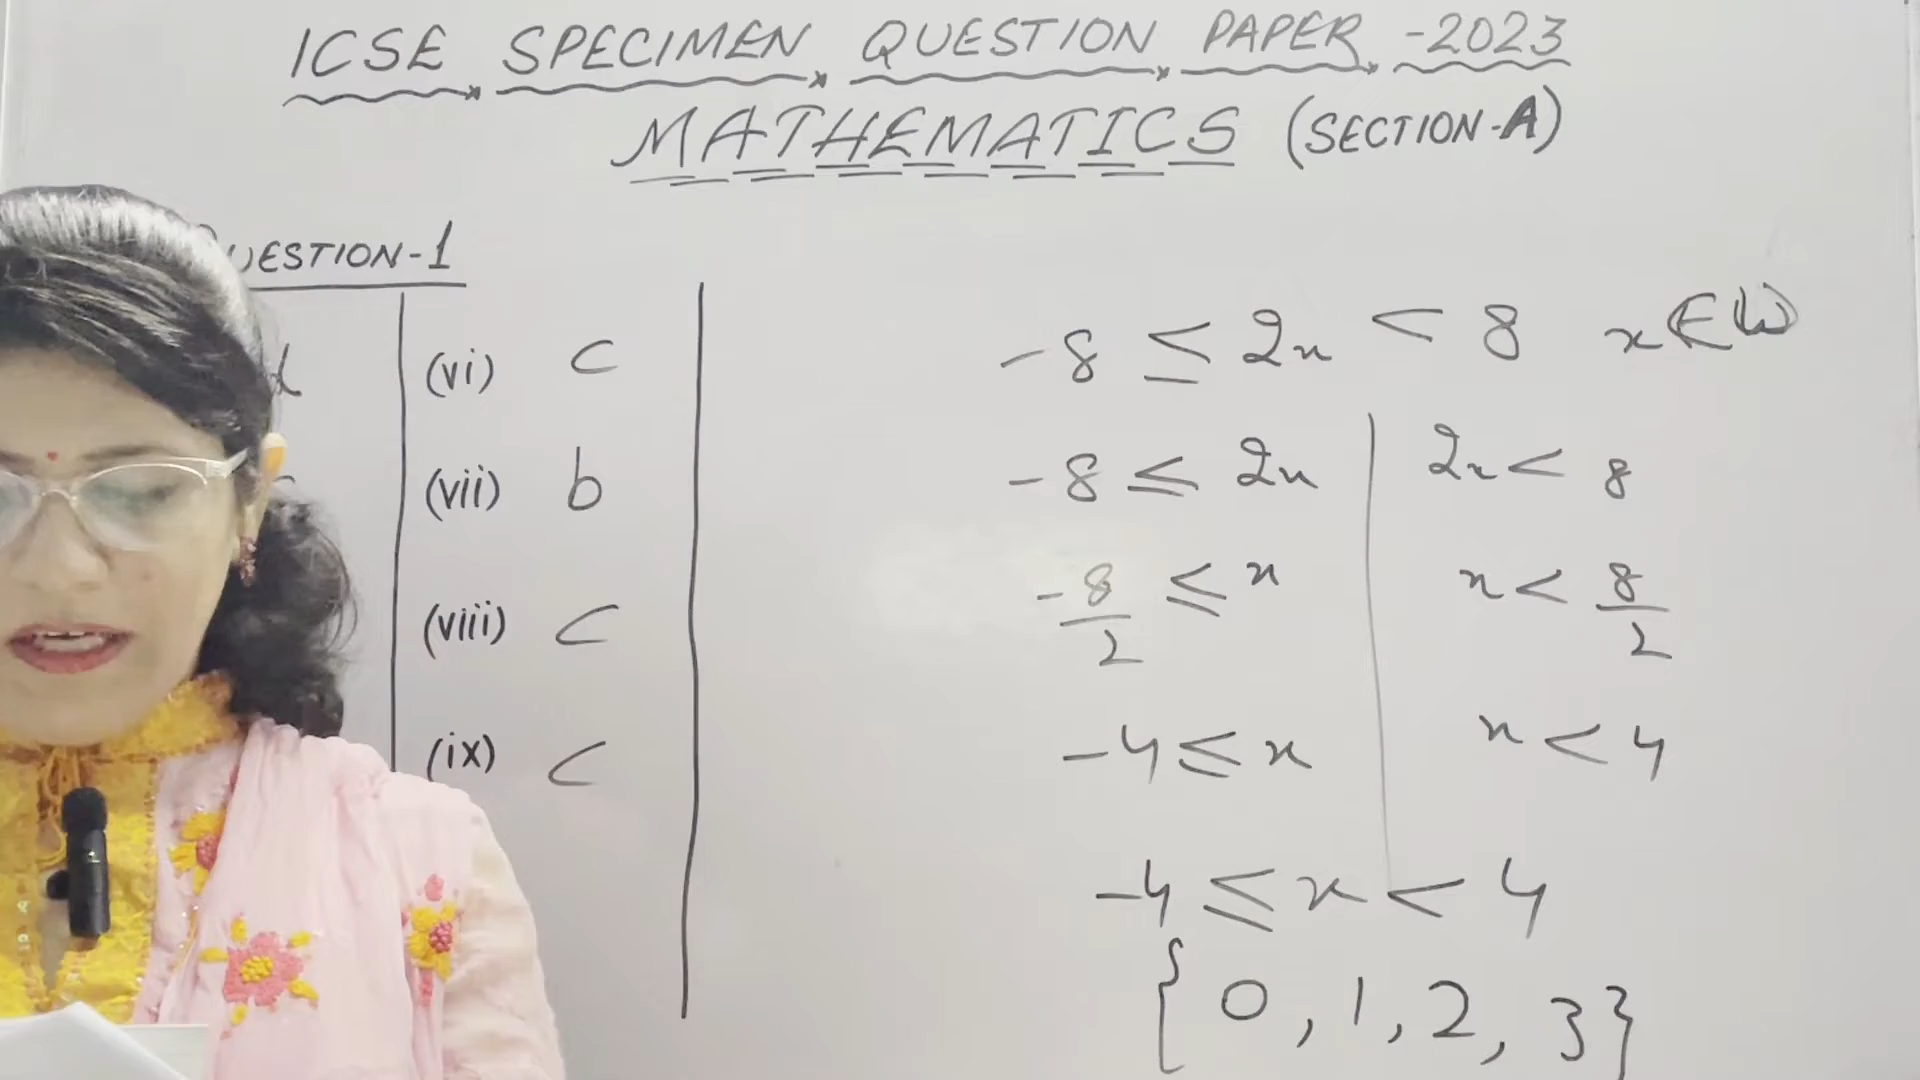 ICSE SPECIMEN QUESTION PAPER -2023
MATHEMATICS (SECTION-A)
UESTION-1
d
(vi) c
(vii) b
(viii) c
(ix) c
-8 ≤ 2x < 8 x∈W
-8 ≤ 2x | 2x < 8
-8/2 ≤ x | x < 8/2
-4 ≤ x | x < 4
-4 ≤ x < 4
{0, 1, 2, 3}